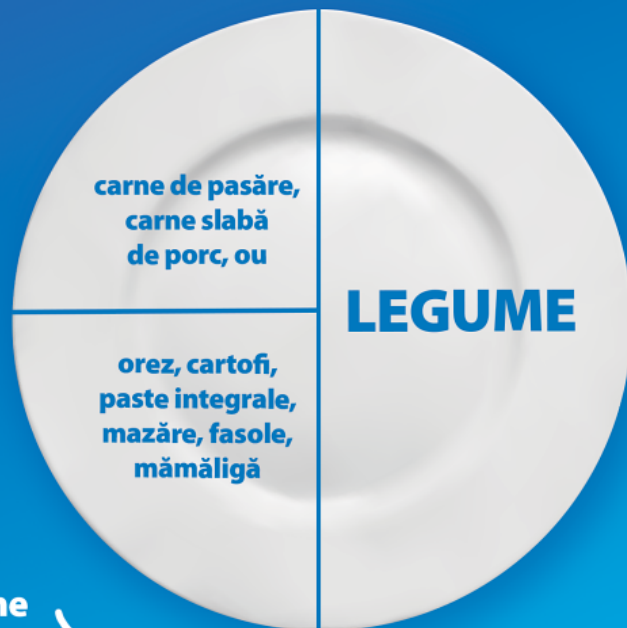 carne de pasăre,
carne slabă
de porc, ou
LEGUME
orez, cartofi,
paste integrale,
mazăre, fasole,
mămăligă